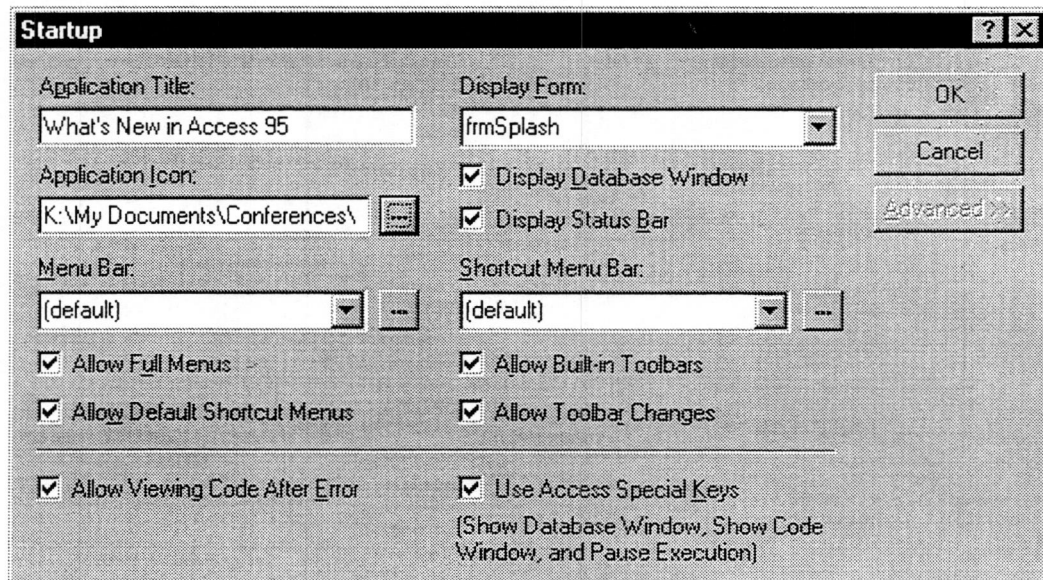 Startup
Application Title:
What's New in Access 95
Application Icon:
K:\My Documents\Conferences\
...
Menu Bar:
(default)
...
Allow Full Menus
Allow Default Shortcut Menus
Allow Viewing Code After Error
Display Form:
frmSplash
Display Database Window
Display Status Bar
Shortcut Menu Bar:
(default)
...
Allow Built-in Toolbars
Allow Toolbar Changes
Use Access Special Keys
(Show Database Window, Show Code
Window, and Pause Execution)
OK
Cancel
Advanced >>